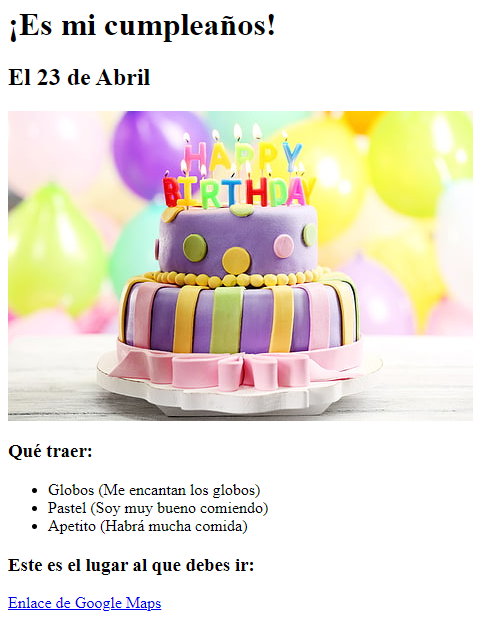 ¡Es mi cumpleaños!
El 23 de Abril
HAPPY
BIRTHDAY
Qué traer:
Globos (Me encantan los globos)
Pastel (Soy muy bueno comiendo)
Apetito (Habrá mucha comida)
Este es el lugar al que debes ir:
Enlace de Google Maps